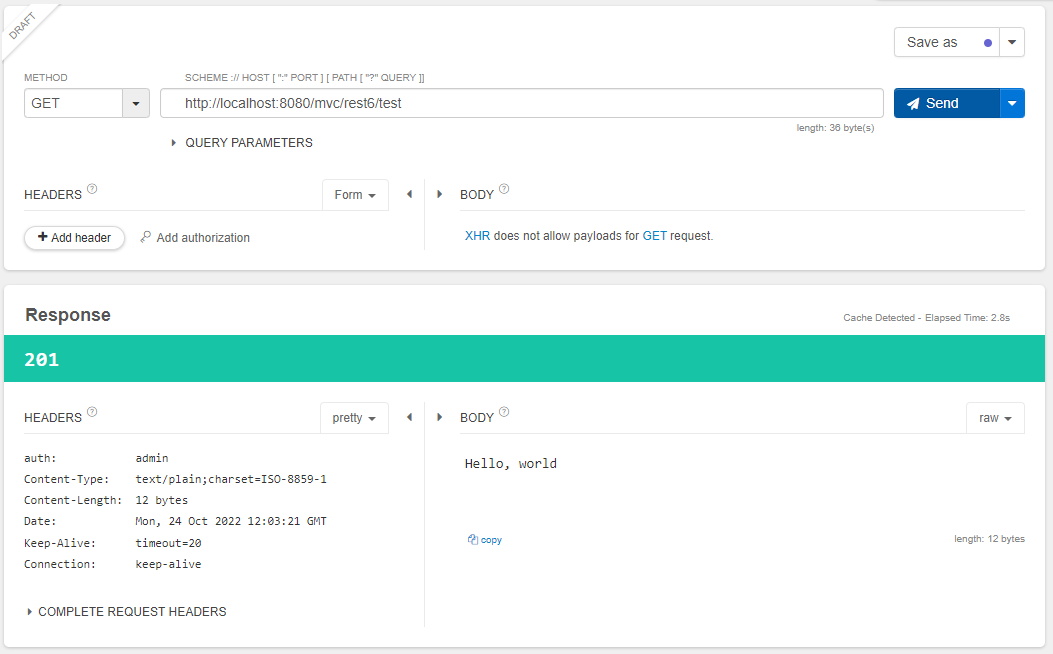 DRAFT
Save as
METHOD
SCHEME :// HOST [ ":" PORT ] [ PATH [ "?" QUERY ]]
GET
http://localhost:8080/mvc/rest6/test
Send
length: 36 byte(s)
QUERY PARAMETERS
HEADERS ?
Form
BODY ?
+ Add header
Add authorization
XHR does not allow payloads for GET request.
Response
Cache Detected - Elapsed Time: 2.8s
201
HEADERS ?
pretty
BODY ?
raw
auth: admin
Content-Type: text/plain;charset=ISO-8859-1
Content-Length: 12 bytes
Date: Mon, 24 Oct 2022 12:03:21 GMT
Keep-Alive: timeout=20
Connection: keep-alive
Hello, world
copy
length: 12 bytes
COMPLETE REQUEST HEADERS